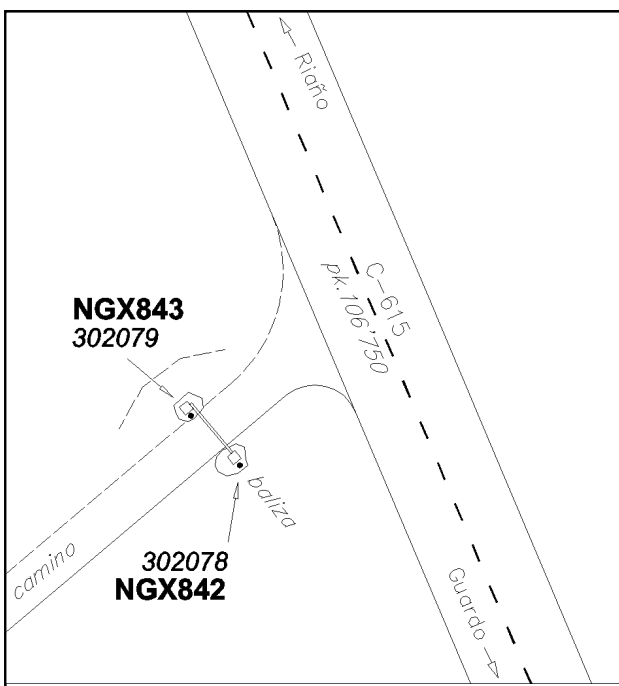 Riaño
C-615
pk.106'750
NGX843
302079
baliza
302078
NGX842
camino
Guardo